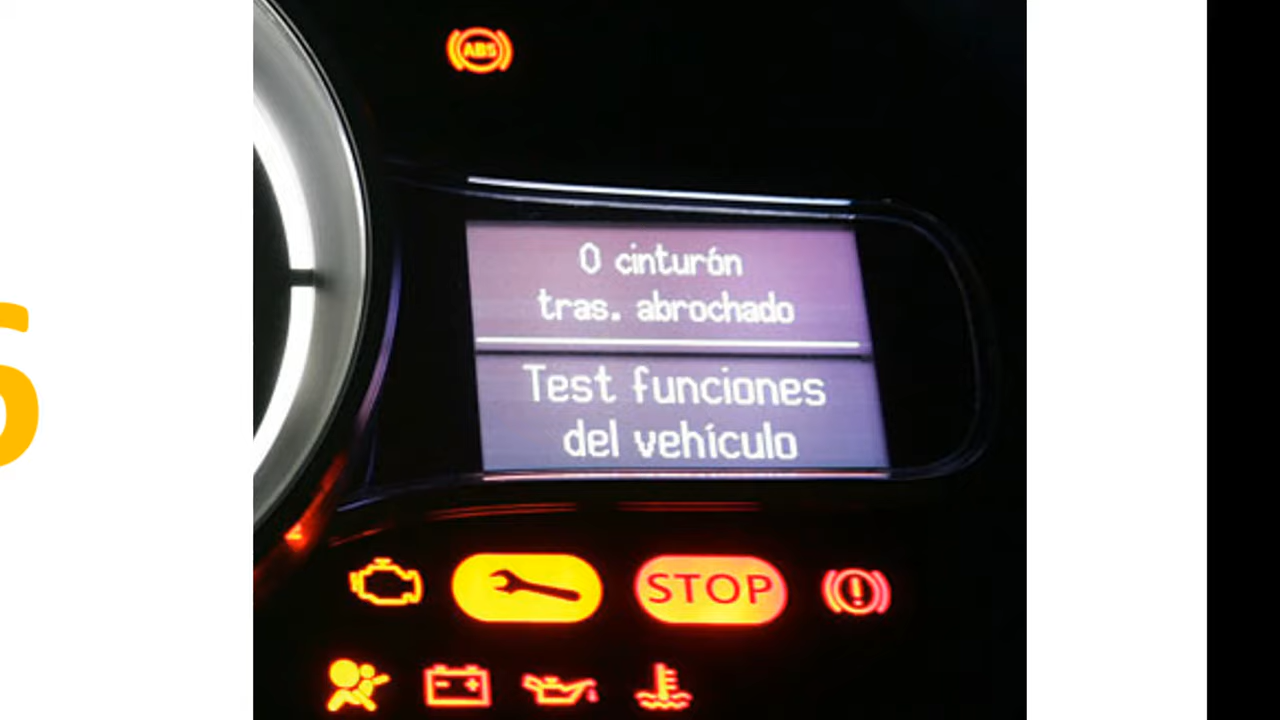 ABS
0 cinturón
tras. abrochado
Test funciones
del vehículo
STOP